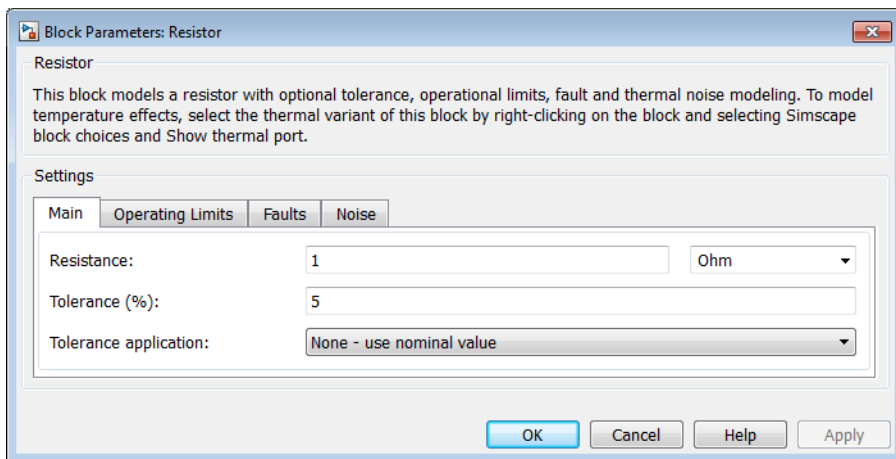 Block Parameters: Resistor
Resistor
This block models a resistor with optional tolerance, operational limits, fault and thermal noise modeling. To model
temperature effects, select the thermal variant of this block by right-clicking on the block and selecting Simscape
block choices and Show thermal port.
Settings
Main Operating Limits Faults Noise
Resistance: 1 Ohm
Tolerance (%): 5
Tolerance application: None - use nominal value
OK Cancel Help Apply